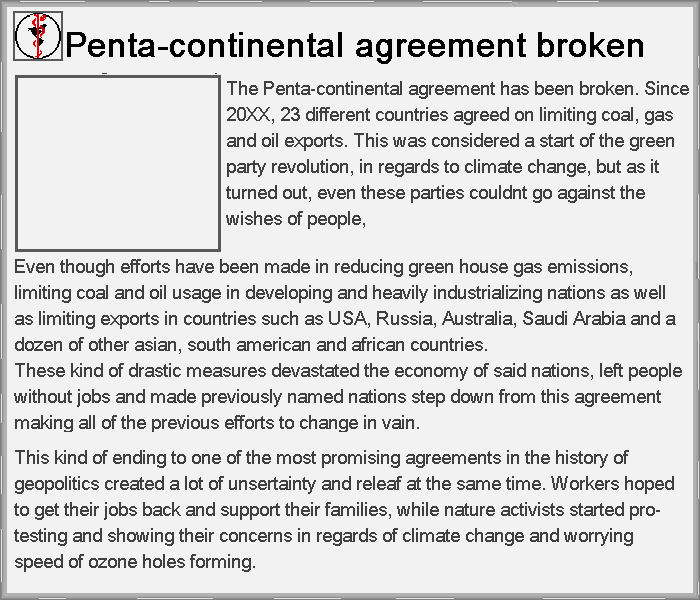 Penta-continental agreement broken
The Penta-continental agreement has been broken. Since
20XX, 23 different countries agreed on limiting coal, gas
and oil exports. This was considered a start of the green
party revolution, in regards to climate change, but as it
turned out, even these parties couldnt go against the
wishes of people,
Even though efforts have been made in reducing green house gas emissions,
limiting coal and oil usage in developing and heavily industrializing nations as well
as limiting exports in countries such as USA, Russia, Australia, Saudi Arabia and a
dozen of other asian, south american and african countries.
These kind of drastic measures devastated the economy of said nations, left people
without jobs and made previously named nations step down from this agreement
making all of the previous efforts to change in vain.
This kind of ending to one of the most promising agreements in the history of
geopolitics created a lot of unsertainty and releaf at the same time. Workers hoped
to get their jobs back and support their families, while nature activists started pro-
testing and showing their concerns in regards of climate change and worrying
speed of ozone holes forming.